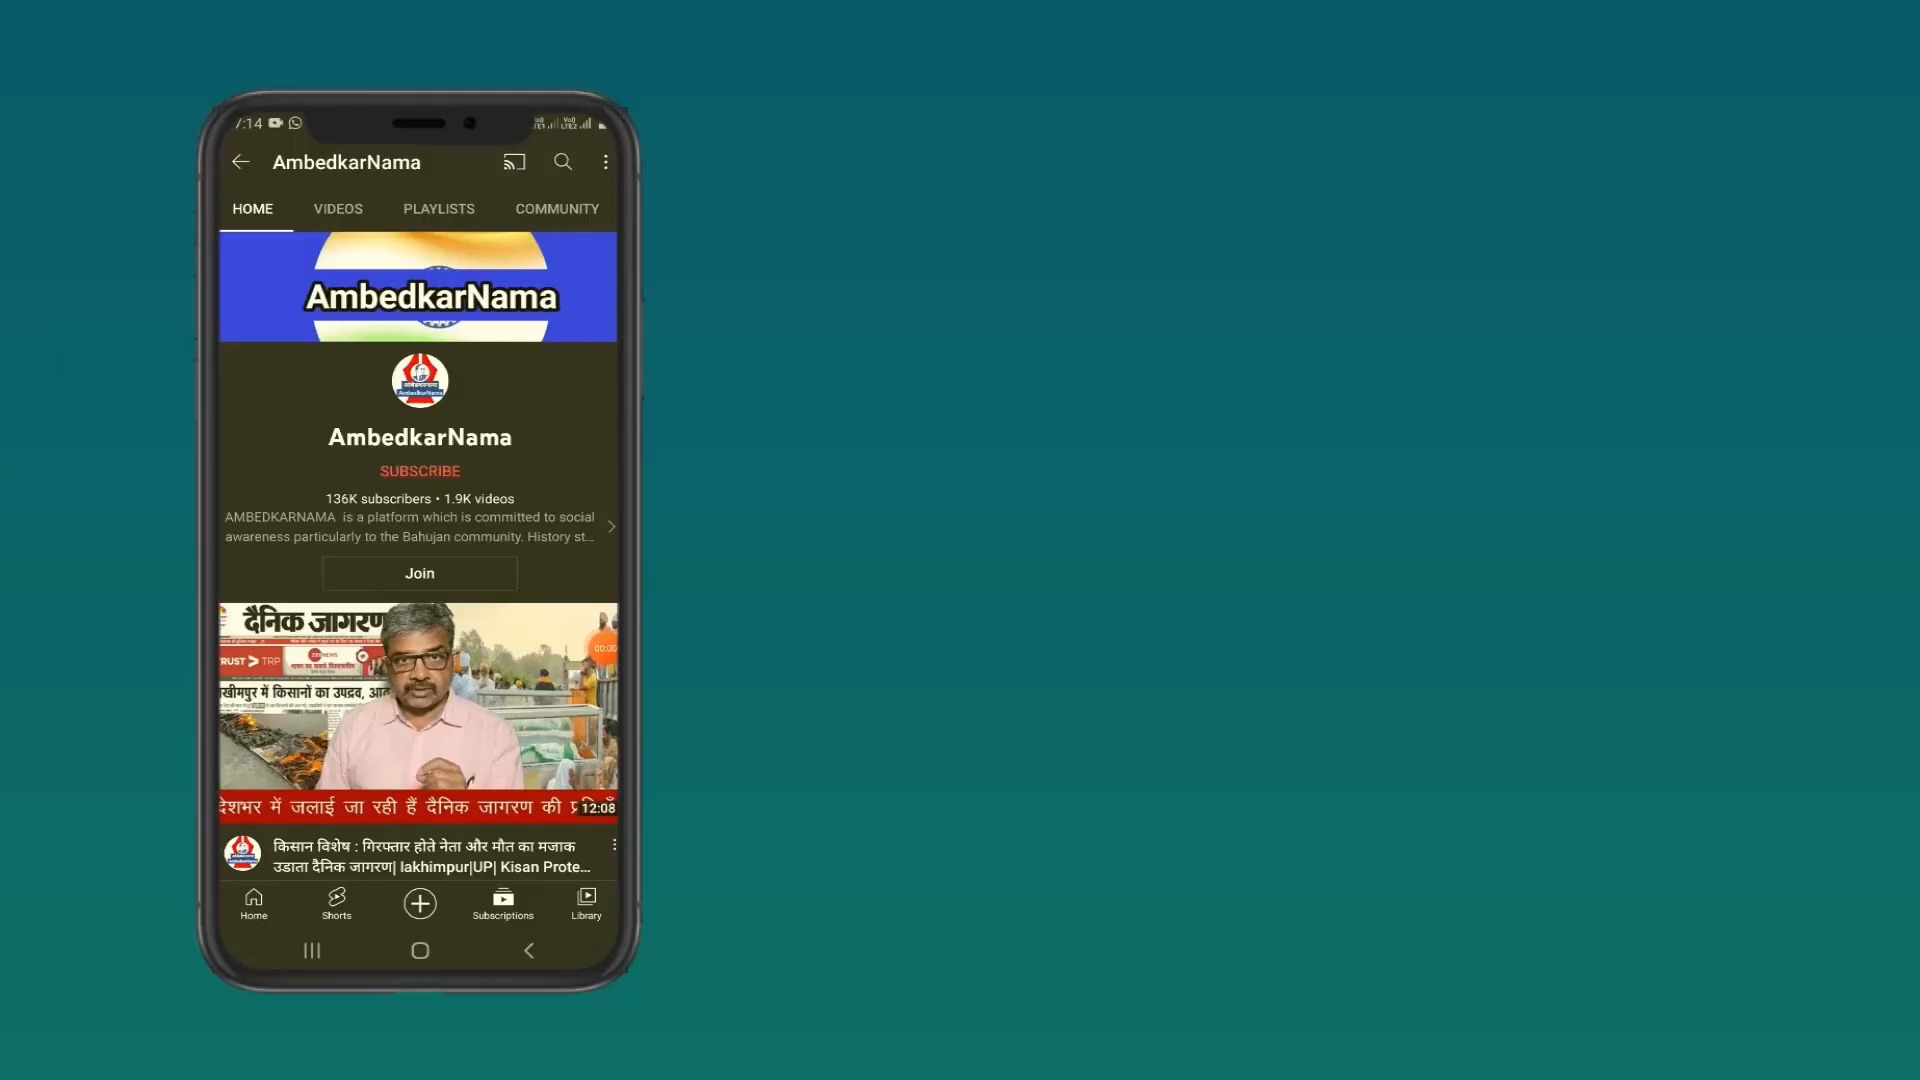 7:14
AmbedkarNama
HOME VIDEOS PLAYLISTS COMMUNITY
AmbedkarNama
AmbedkarNama
AmbedkarNama
SUBSCRIBE
136K subscribers • 1.9K videos
AMBEDKARNAMA is a platform which is committed to social
awareness particularly to the Bahujan community. History st...
Join
दैनिक जागरण
00:00
TRUST TRP
खीमपुर में किसानों का उपद्रव,
देशभर में जलाई जा रही हैं दैनिक जागरण की
12:08
किसान विशेष : गिरफ्तार होते नेता और मौत का मजाक
उडाता दैनिक जागरण| lakhimpur|UP| Kisan Prote...
Home Shorts Subscriptions Library